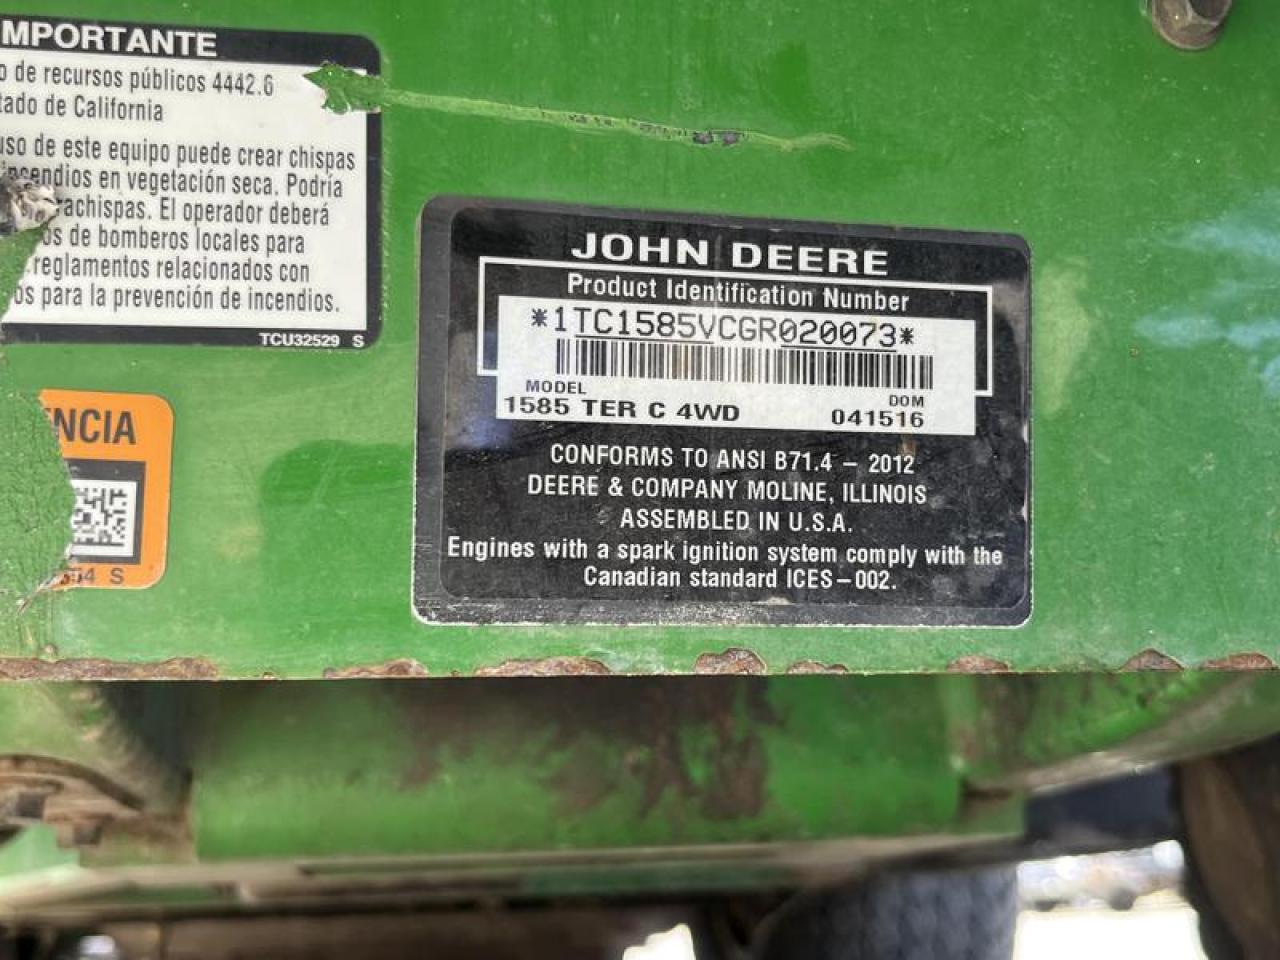 MPORTANTE
o de recursos públicos 4442.6
tado de California
uso de este equipo puede crear chispas
incendios en vegetación seca. Podría
rachispas. El operador deberá
os de bomberos locales para
reglamentos relacionados con
os para la prevención de incendios.
TCU32529 S
NCIA
S
JOHN DEERE
Product Identification Number
*1TC1585VCGR020073*
MODEL DOM
1585 TER C 4WD 041516
CONFORMS TO ANSI B71.4 – 2012
DEERE & COMPANY MOLINE, ILLINOIS
ASSEMBLED IN U.S.A.
Engines with a spark ignition system comply with the
Canadian standard ICES–002.